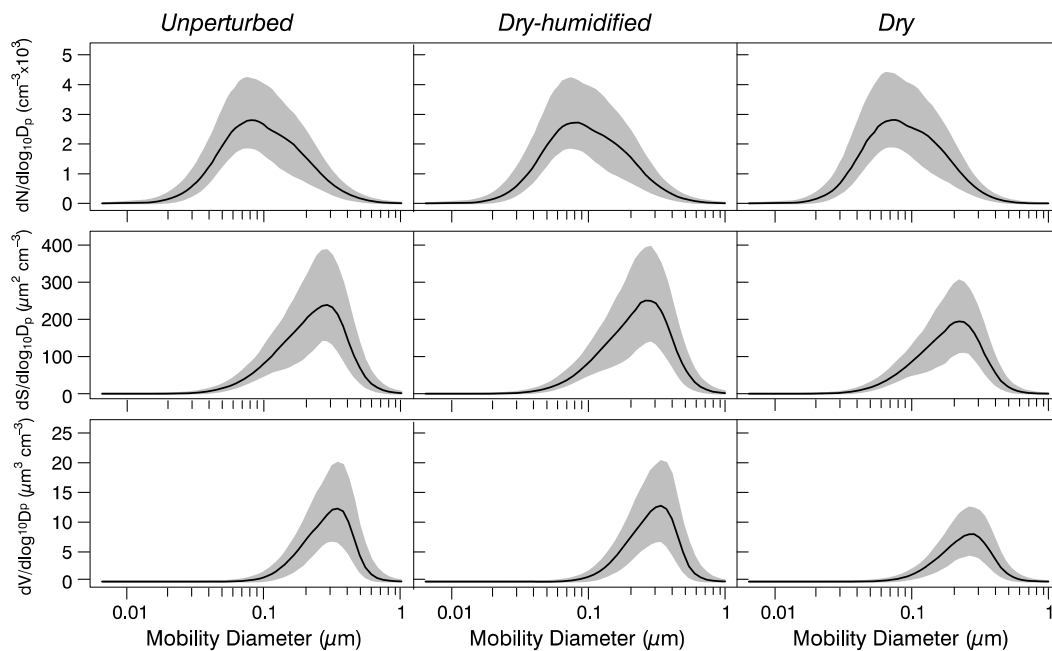 Unperturbed Dry-humidified Dry
dN/dlog₁₀Dₚ (cm⁻³x10³)
5
4
3
2
1
0
dS/dlog₁₀Dₚ (μm² cm⁻³)
400
300
200
100
0
dV/dlog¹⁰Dᵖ (μm³ cm⁻³)
25
20
15
10
5
0
0.01 0.1 1 0.01 0.1 1 0.01 0.1 1
Mobility Diameter (μm) Mobility Diameter (μm) Mobility Diameter (μm)